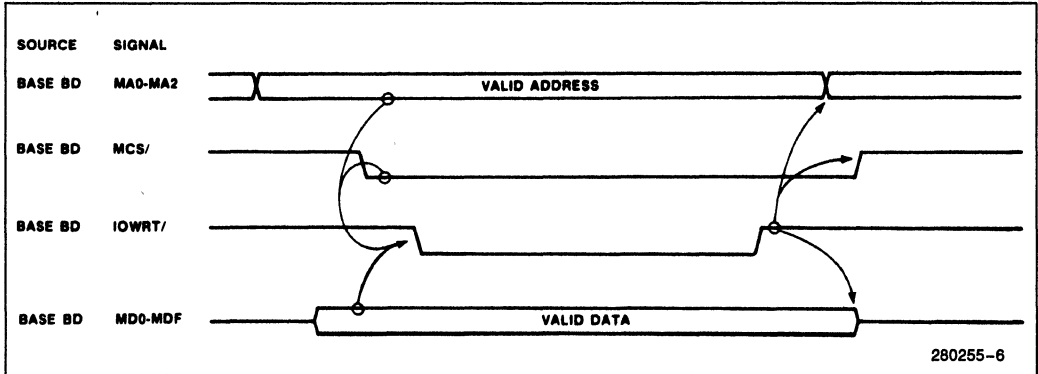 SOURCE SIGNAL
BASE BD MA0-MA2 VALID ADDRESS
BASE BD MCS/
BASE BD IOWRT/
BASE BD MD0-MDF VALID DATA
280255-6